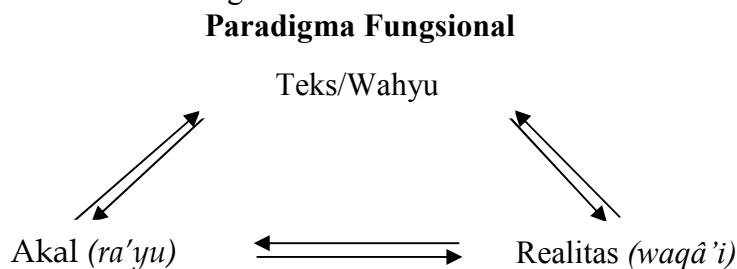 Paradigma Fungsional
Teks/Wahyu
Akal (ra'yu)
Realitas (waqâ’i)